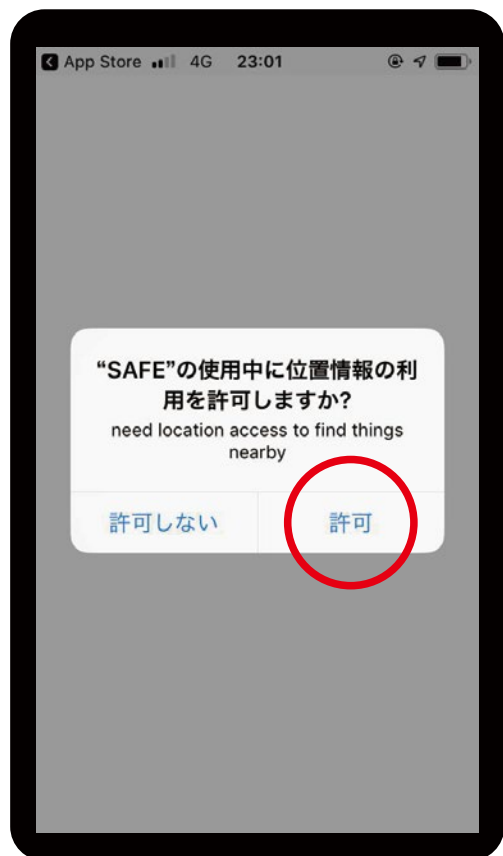 App Store 4G 23:01
“SAFE”の使用中に位置情報の利
用を許可しますか?
need location access to find things
nearby
許可しない 許可